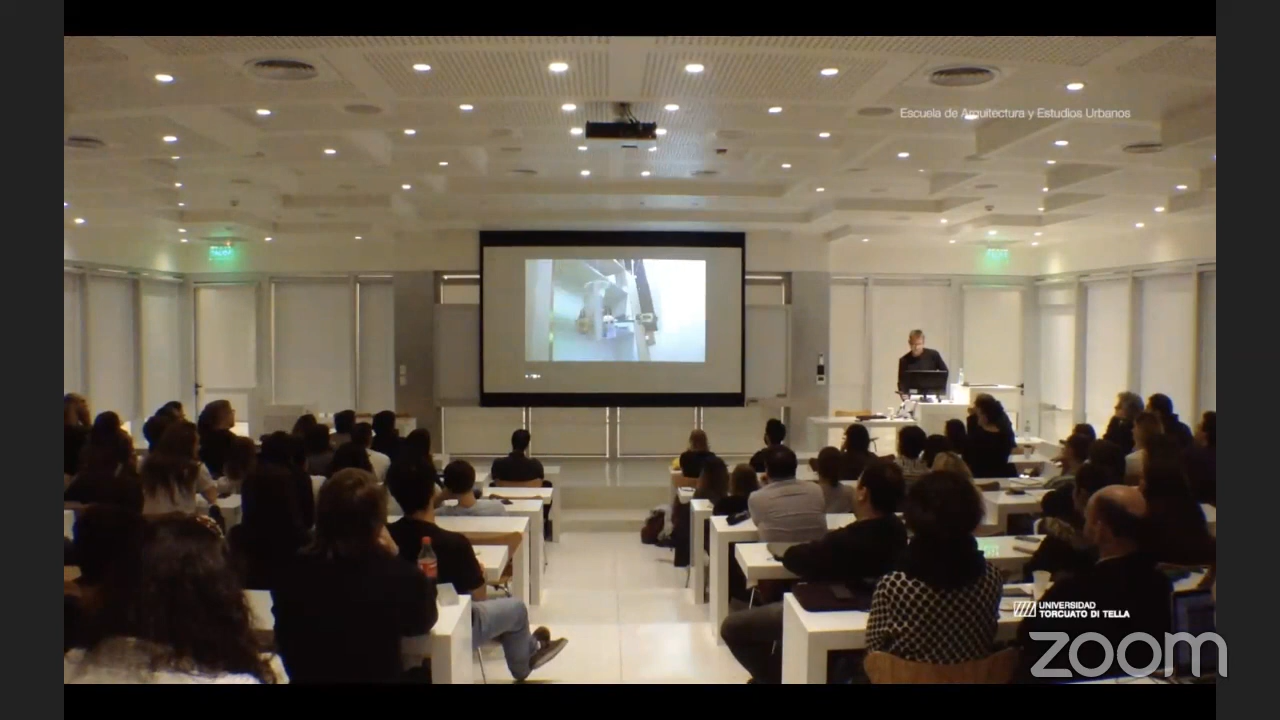 Escuela de Arquitectura y Estudios Urbanos
UNIVERSIDAD
TORCUATO DI TELLA
zoom